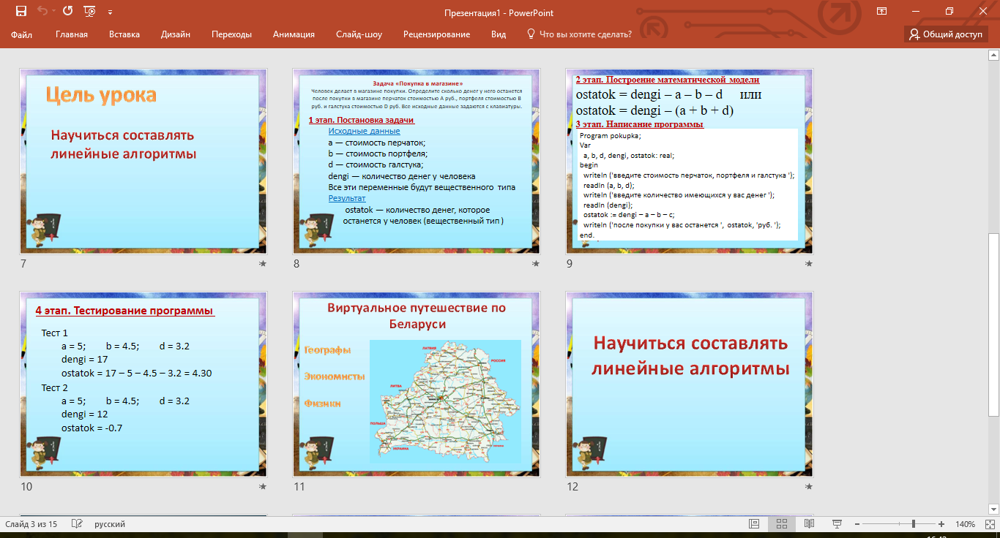 Презентация1 - PowerPoint
Файл Главная Вставка Дизайн Переходы Анимация Слайд-шоу Рецензирование Вид Что вы хотите сделать? Общий доступ
Цель урока
Научиться составлять
линейные алгоритмы
7
Задача «Покупка в магазине»
Человек делает в магазине покупки. Определите сколько денег у него останется
после покупки в магазине перчаток стоимостью А руб., портфеля стоимостью В
руб. и галстука стоимостью D руб. Все исходные данные задаются с клавиатуры.
1 этап. Постановка задачи
Исходные данные
a — стоимость перчаток;
b — стоимость портфеля;
d — стоимость галстука;
dengi — количество денег у человека
Все эти переменные будут вещественного типа
Результат
ostatok — количество денег, которое
останется у человек (вещественный тип )
8
2 этап. Построение математической модели
ostatok = dengi – a – b – d или
ostatok = dengi – (a + b + d)
3 этап. Написание программы
Program pokupka;
Var
a, b, d, dengi, ostatok: real;
begin
writeln ('введите стоимость перчаток, портфеля и галстука ');
readln (a, b, d);
writeln ('введите количество имеющихся у вас денег ');
readln (dengi);
ostatok := dengi – a – b – c;
writeln ('после покупки у вас останется ', ostatok, 'руб. ');
end.
9
4 этап. Тестирование программы
Тест 1
a = 5; b = 4.5; d = 3.2
dengi = 17
ostatok = 17 – 5 – 4.5 – 3.2 = 4.30
Тест 2
a = 5; b = 4.5; d = 3.2
dengi = 12
ostatok = -0.7
10
Виртуальное путешествие по
Беларуси
Географы
Экономисты
Физики
ЛАТВИЯ
РОССИЯ
ЛИТВА
МИНСК
ПОЛЬША
УКРАИНА
11
Научиться составлять
линейные алгоритмы
12
Слайд 3 из 15 русский 140%